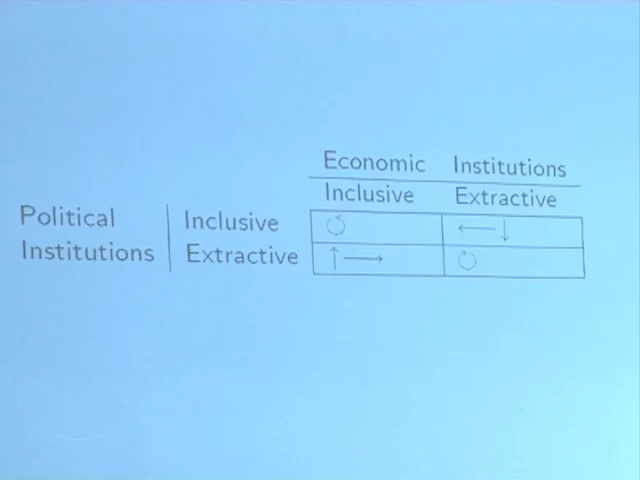 Economic Institutions
Inclusive Extractive
Political Inclusive ↺ ←↓
Institutions Extractive ↑→ ↻